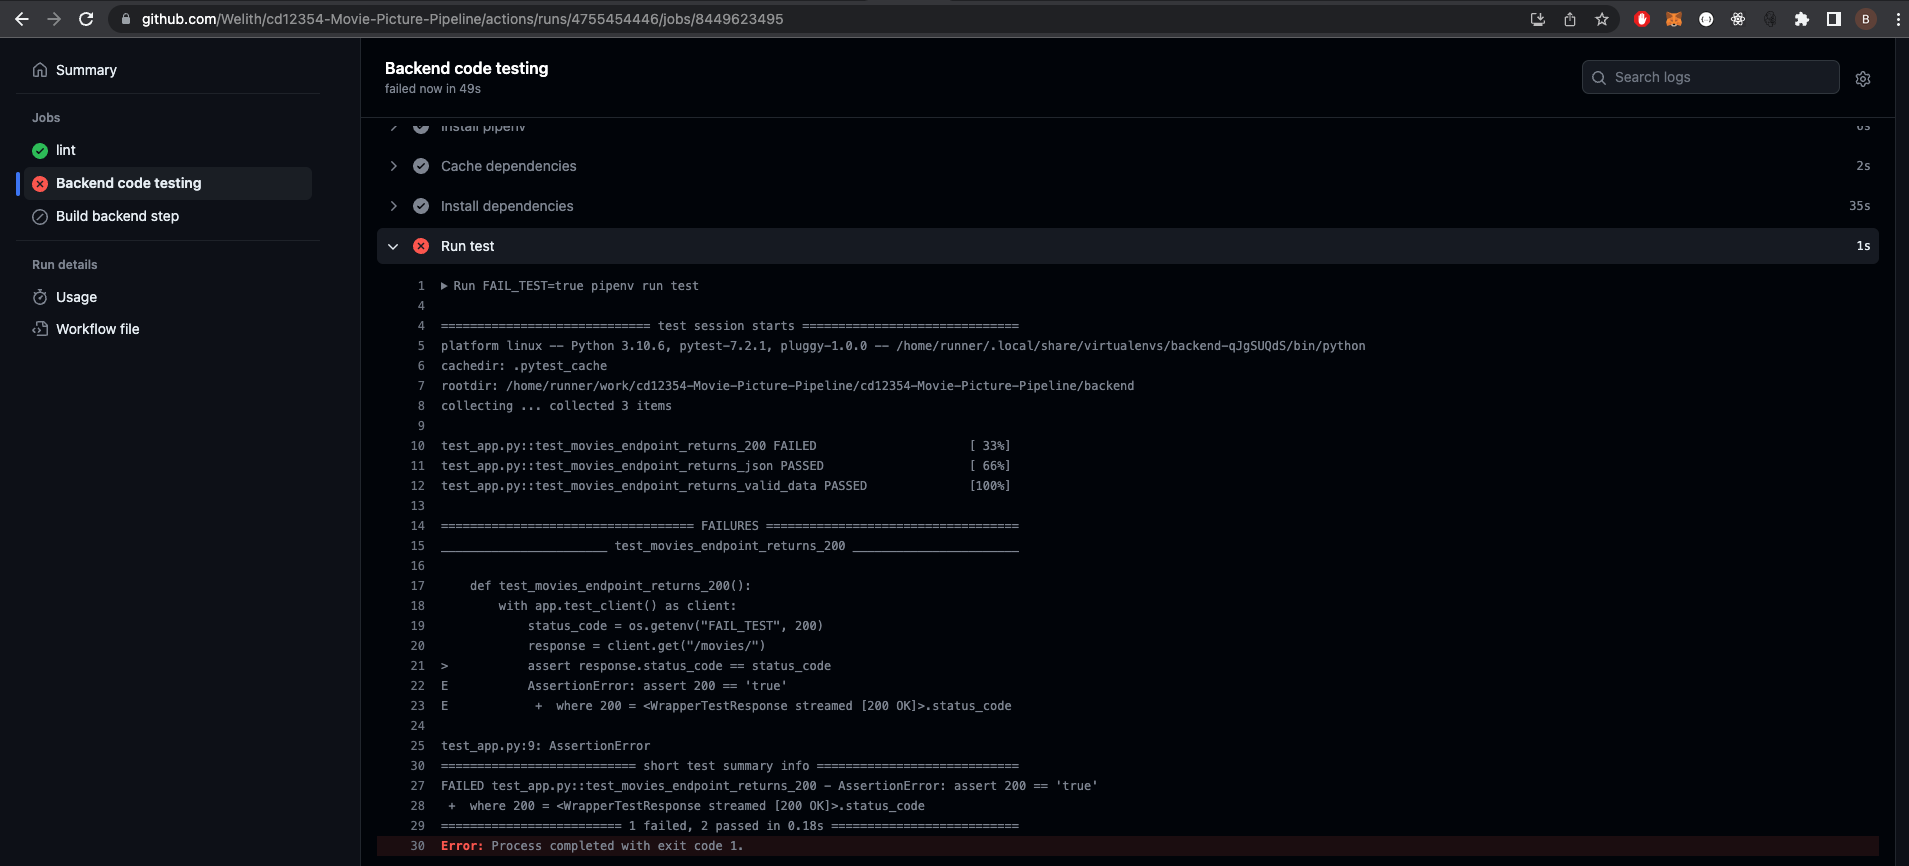 github.com/Welith/cd12354-Movie-Picture-Pipeline/actions/runs/4755454446/jobs/8449623495
B
Summary
Jobs
lint
Backend code testing
Build backend step
Run details
Usage
Workflow file
Backend code testing
failed now in 49s
Search logs
Install pipenv
Cache dependencies 2s
Install dependencies 35s
Run test 1s
1 Run FAIL_TEST=true pipenv run test
4
4 ============================= test session starts ==============================
5 platform linux -- Python 3.10.6, pytest-7.2.1, pluggy-1.0.0 -- /home/runner/.local/share/virtualenvs/backend-qJgSUQdS/bin/python
6 cachedir: .pytest_cache
7 rootdir: /home/runner/work/cd12354-Movie-Picture-Pipeline/cd12354-Movie-Picture-Pipeline/backend
8 collecting ... collected 3 items
9
10 test_app.py::test_movies_endpoint_returns_200 FAILED [ 33%]
11 test_app.py::test_movies_endpoint_returns_json PASSED [ 66%]
12 test_app.py::test_movies_endpoint_returns_valid_data PASSED [100%]
13
14 =================================== FAILURES ===================================
15 _______________________ test_movies_endpoint_returns_200 _______________________
16
17 def test_movies_endpoint_returns_200():
18 with app.test_client() as client:
19 status_code = os.getenv("FAIL_TEST", 200)
20 response = client.get("/movies/")
21 > assert response.status_code == status_code
22 E AssertionError: assert 200 == 'true'
23 E + where 200 = <WrapperTestResponse streamed [200 OK]>.status_code
24
25 test_app.py:9: AssertionError
30 =========================== short test summary info ============================
27 FAILED test_app.py::test_movies_endpoint_returns_200 - AssertionError: assert 200 == 'true'
28 + where 200 = <WrapperTestResponse streamed [200 OK]>.status_code
29 ========================= 1 failed, 2 passed in 0.18s ==========================
30 Error: Process completed with exit code 1.